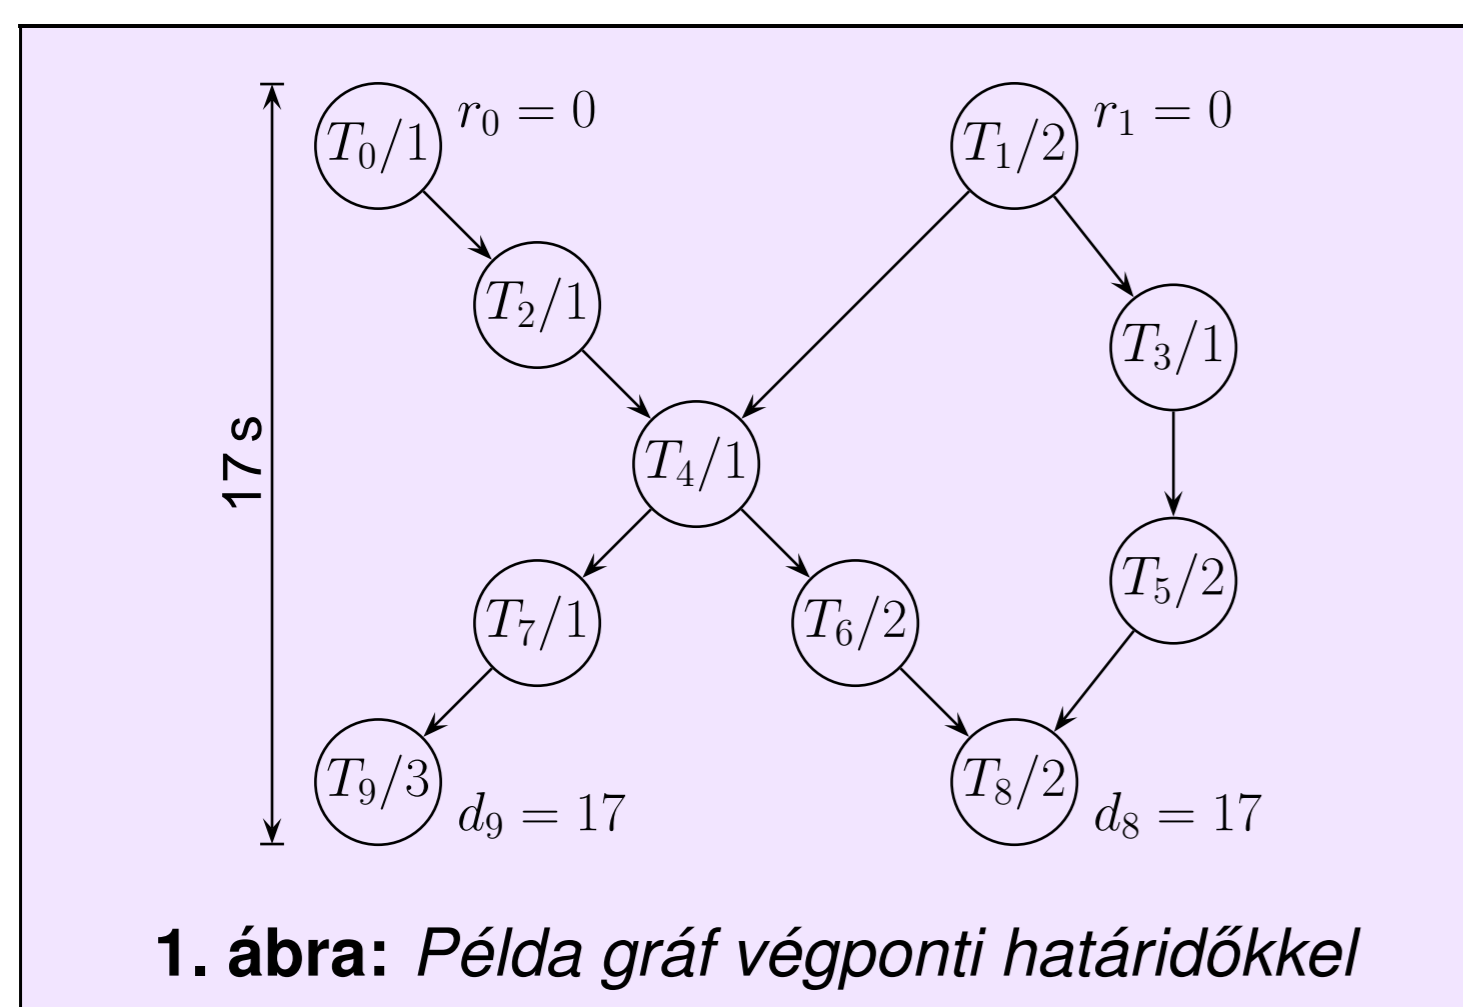 T₀/1 r₀ = 0
T₁/2 r₁ = 0
T₂/1
T₃/1
T₄/1
17 s
T₅/2
T₇/1
T₆/2
T₉/3 d₉ = 17
T₈/2 d₈ = 17
1. ábra: Példa gráf végponti határidőkkel